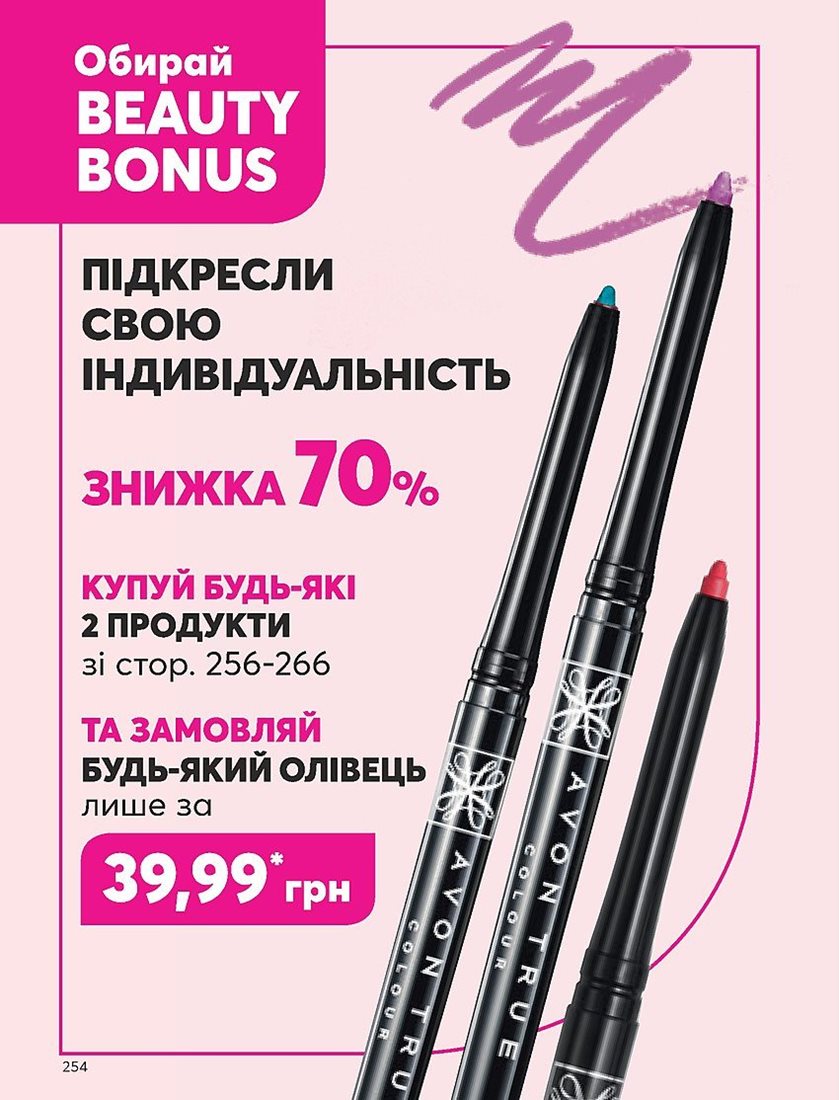 Обирай
BEAUTY
BONUS
ПІДКРЕСЛИ
СВОЮ
ІНДИВІДУАЛЬНІСТЬ
ЗНИЖКА 70%
КУПУЙ БУДЬ-ЯКІ
2 ПРОДУКТИ
зі стор. 256-266
ТА ЗАМОВЛЯЙ
БУДЬ-ЯКИЙ ОЛІВЕЦЬ
лише за
39,99* грн
AVON TRU
COLOUR
AVON TRUE
COLOUR
254